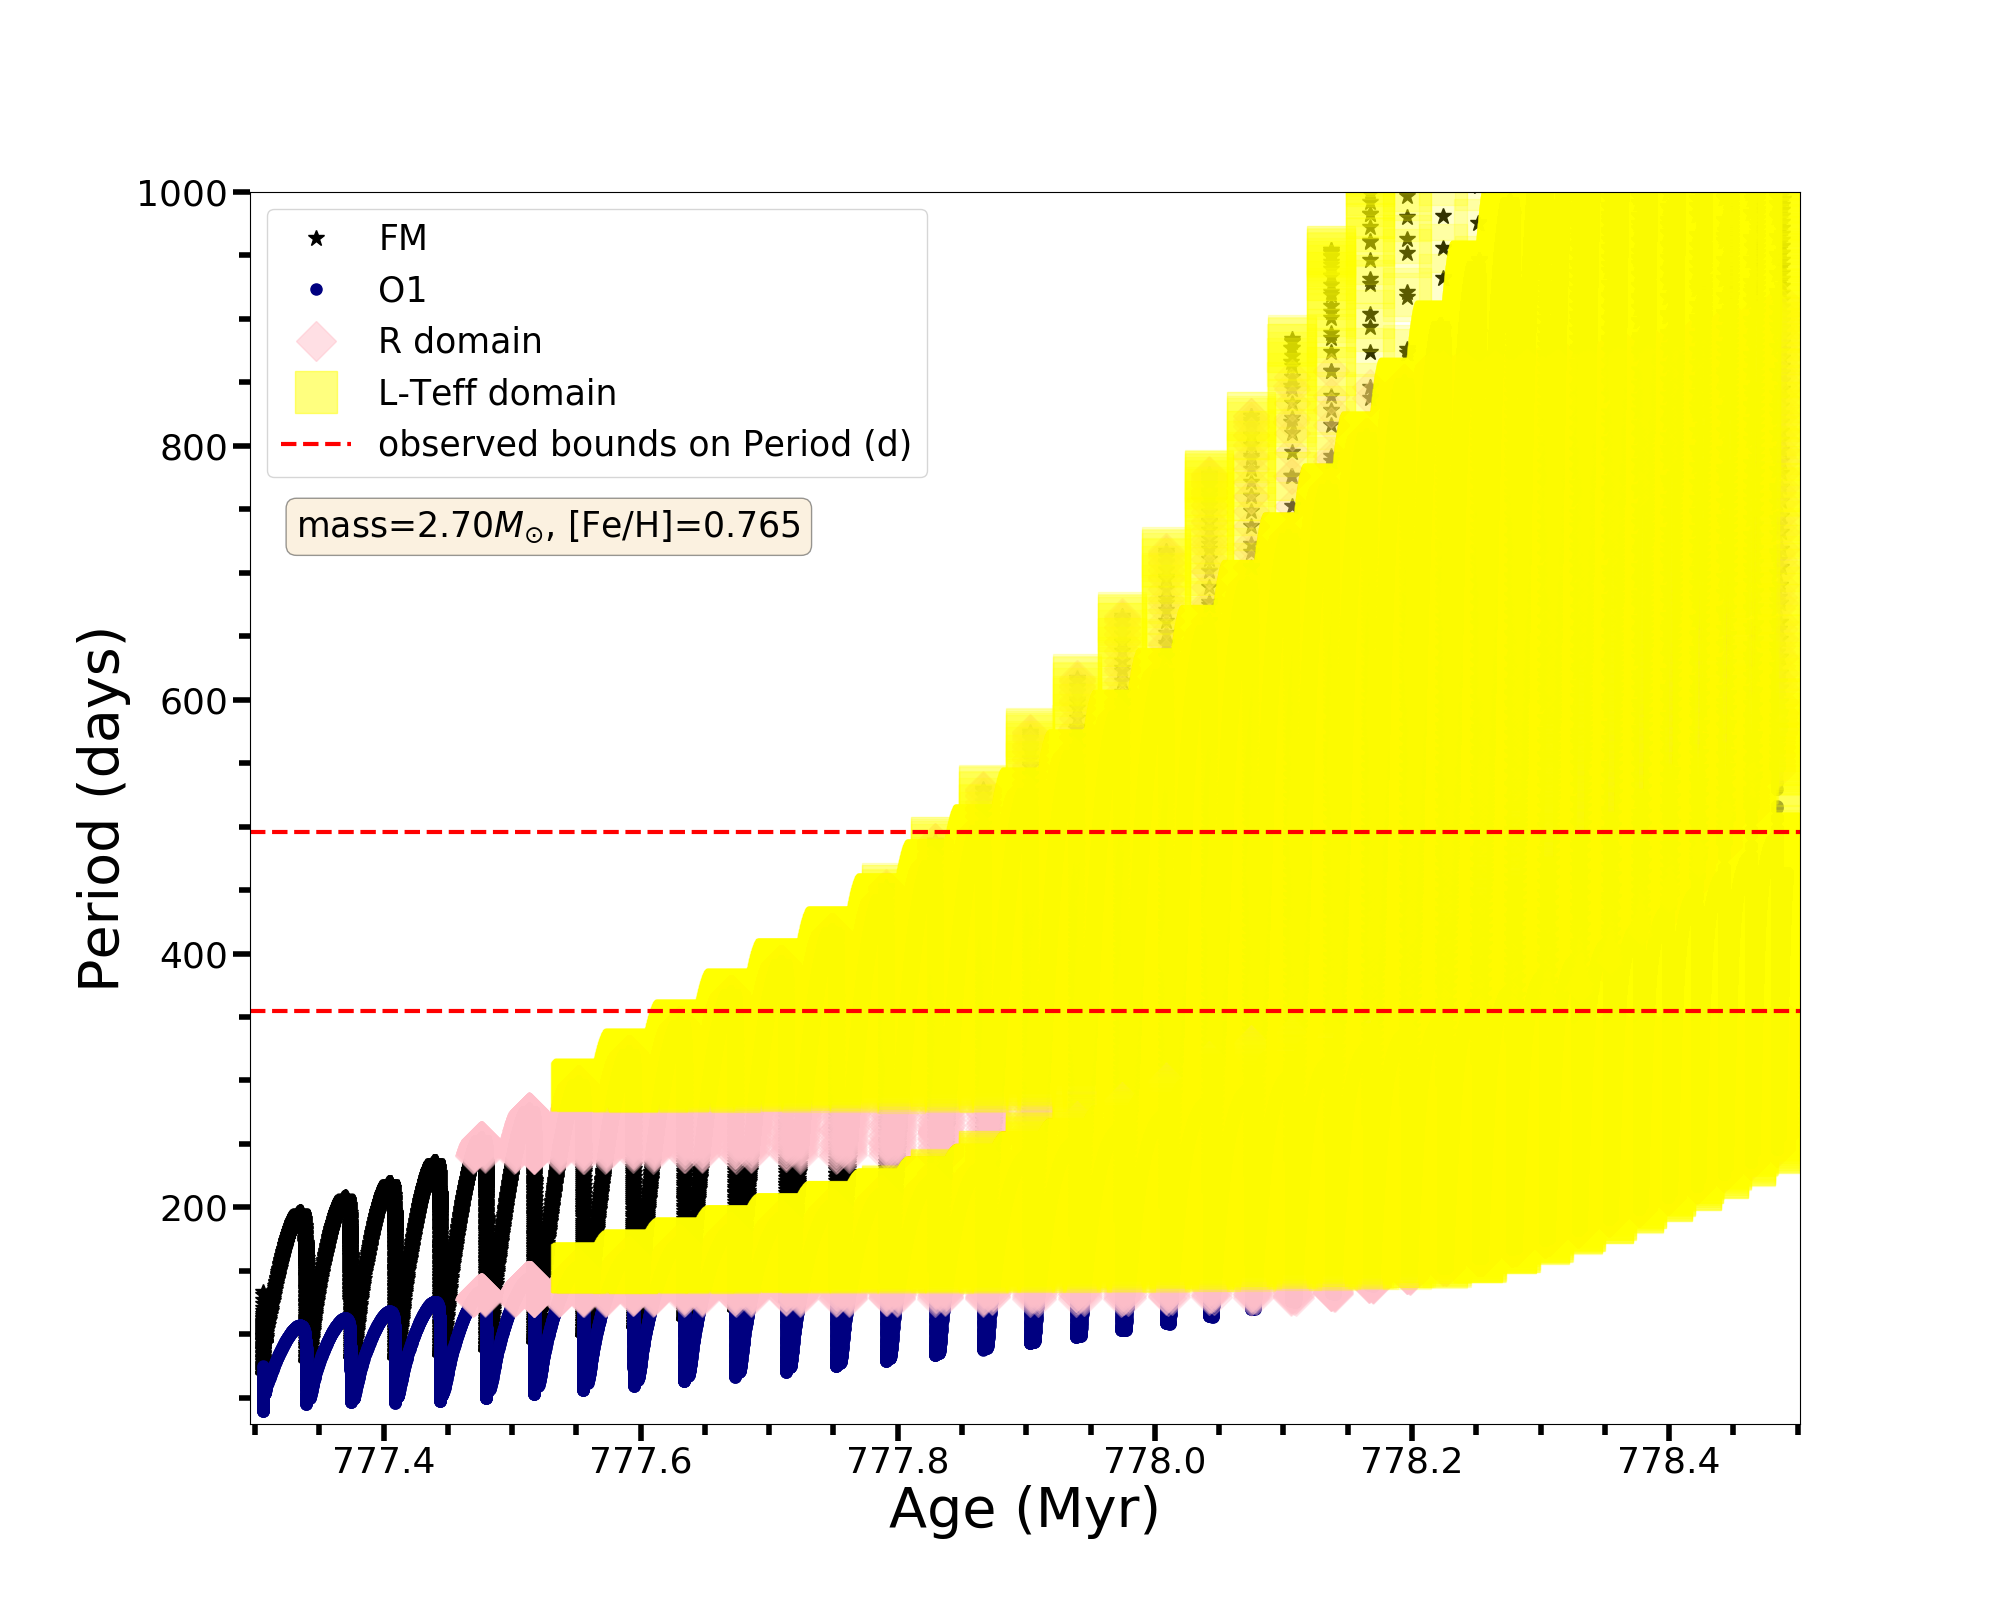 1000
800
600
400
200
Period (days)
FM
O1
R domain
L-Teff domain
observed bounds on Period (d)
mass=2.70M⊙, [Fe/H]=0.765
777.4 777.6 777.8 778.0 778.2 778.4
Age (Myr)